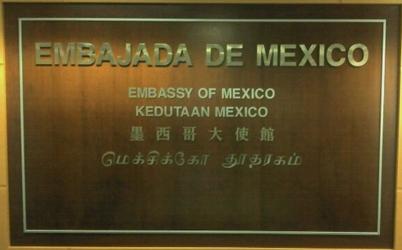 EMBAJADA DE MEXICO
EMBASSY OF MEXICO
KEDUTAAN MEXICO
墨西哥大使館
மெக்சிக்கோ தூதரகம்